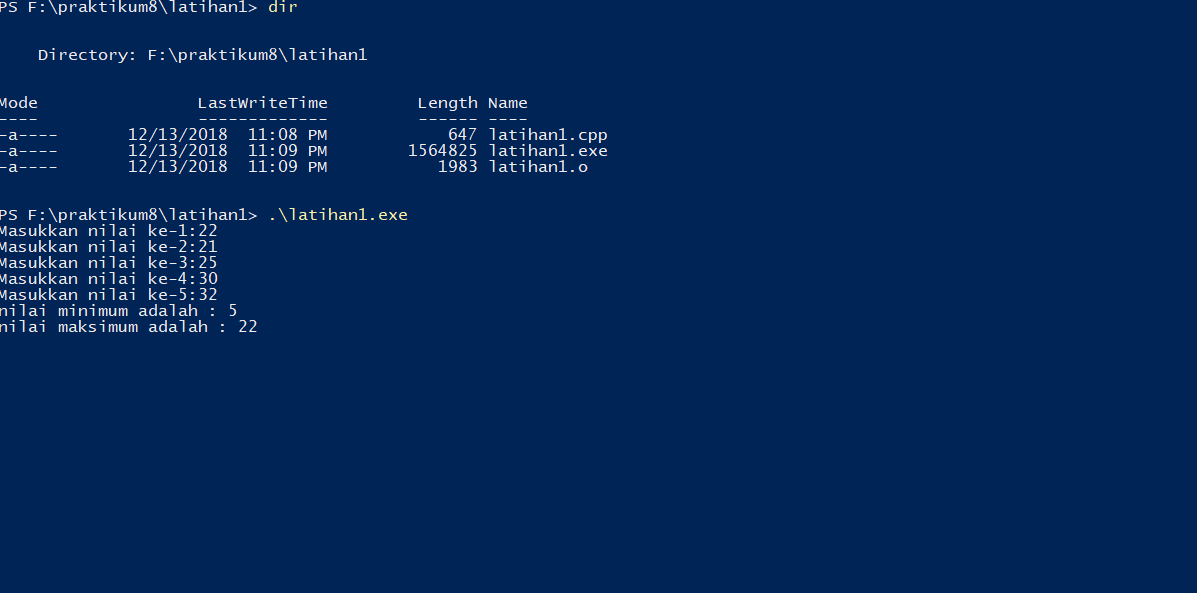 PS F:\praktikum8\latihan1> dir
Directory: F:\praktikum8\latihan1
Mode LastWriteTime Length Name
---- ------------- ------ ----
-a---- 12/13/2018 11:08 PM 647 latihan1.cpp
-a---- 12/13/2018 11:09 PM 1564825 latihan1.exe
-a---- 12/13/2018 11:09 PM 1983 latihan1.o
PS F:\praktikum8\latihan1> .\latihan1.exe
Masukkan nilai ke-1:22
Masukkan nilai ke-2:21
Masukkan nilai ke-3:25
Masukkan nilai ke-4:30
Masukkan nilai ke-5:32
nilai minimum adalah : 5
nilai maksimum adalah : 22